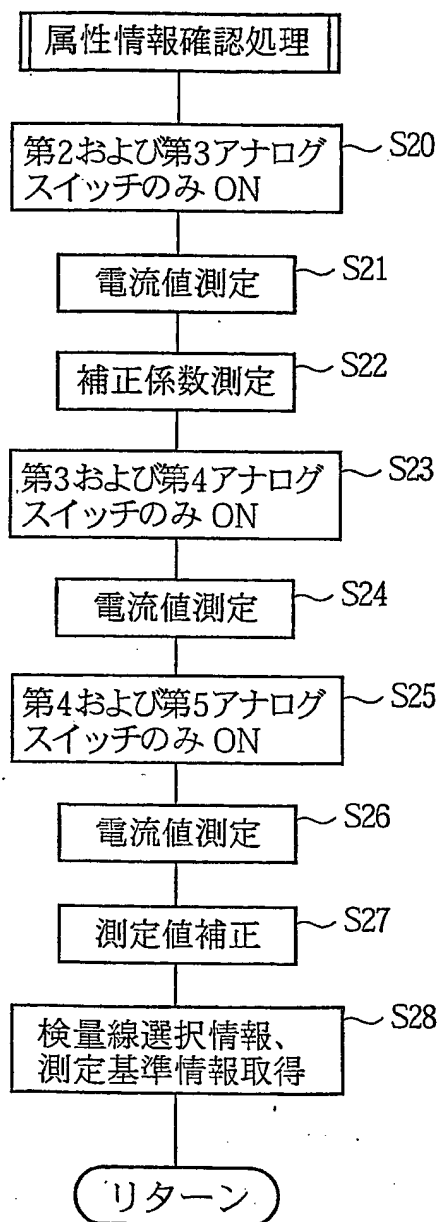 属性情報確認処理
第2および第3アナログ
スイッチのみ ON
S20
電流値測定
S21
補正係数測定
S22
第3および第4アナログ
スイッチのみ ON
S23
電流値測定
S24
第4および第5アナログ
スイッチのみ ON
S25
電流値測定
S26
測定値補正
S27
検量線選択情報、
測定基準情報取得
S28
リターン